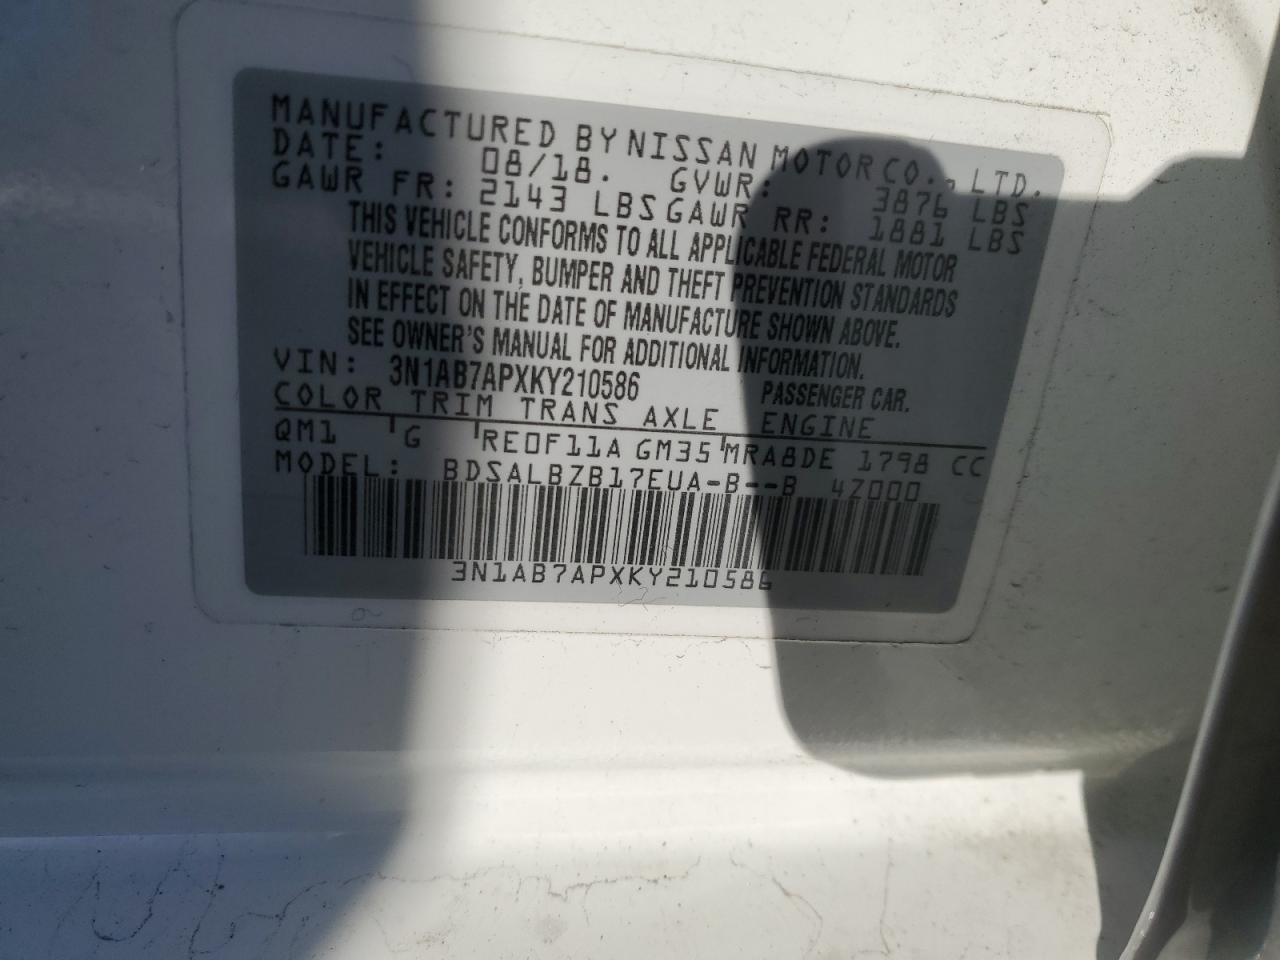 MANUFACTURED BY NISSAN MOTOR CO., LTD.
DATE: 08/18. GVWR: 3876 LBS
GAWR FR: 2143 LBS GAWR RR: 1881 LBS
THIS VEHICLE CONFORMS TO ALL APPLICABLE FEDERAL MOTOR
VEHICLE SAFETY, BUMPER AND THEFT PREVENTION STANDARDS
IN EFFECT ON THE DATE OF MANUFACTURE SHOWN ABOVE.
SEE OWNER'S MANUAL FOR ADDITIONAL INFORMATION.
VIN: 3N1AB7APXKY210586 PASSENGER CAR.
COLOR TRIM TRANS AXLE ENGINE
QM1 G RE0F11A GM35 MRA8DE 1798 CC
MODEL: BDSALBZB17EUA-B--B 4Z000
3N1AB7APXKY210586